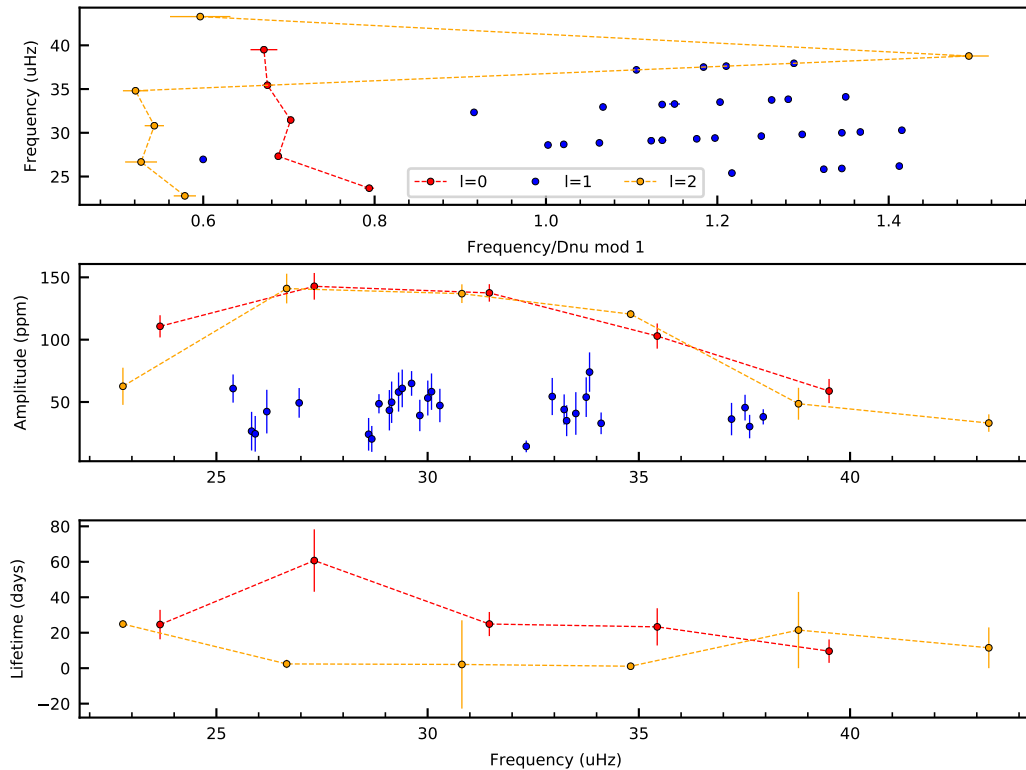 Frequency (uHz)
40
35
30
25
l=0 l=1 l=2
0.6 0.8 1.0 1.2 1.4
Frequency/Dnu mod 1
Amplitude (ppm)
150
100
50
25 30 35 40
Lifetime (days)
80
60
40
20
0
−20
25 30 35 40
Frequency (uHz)